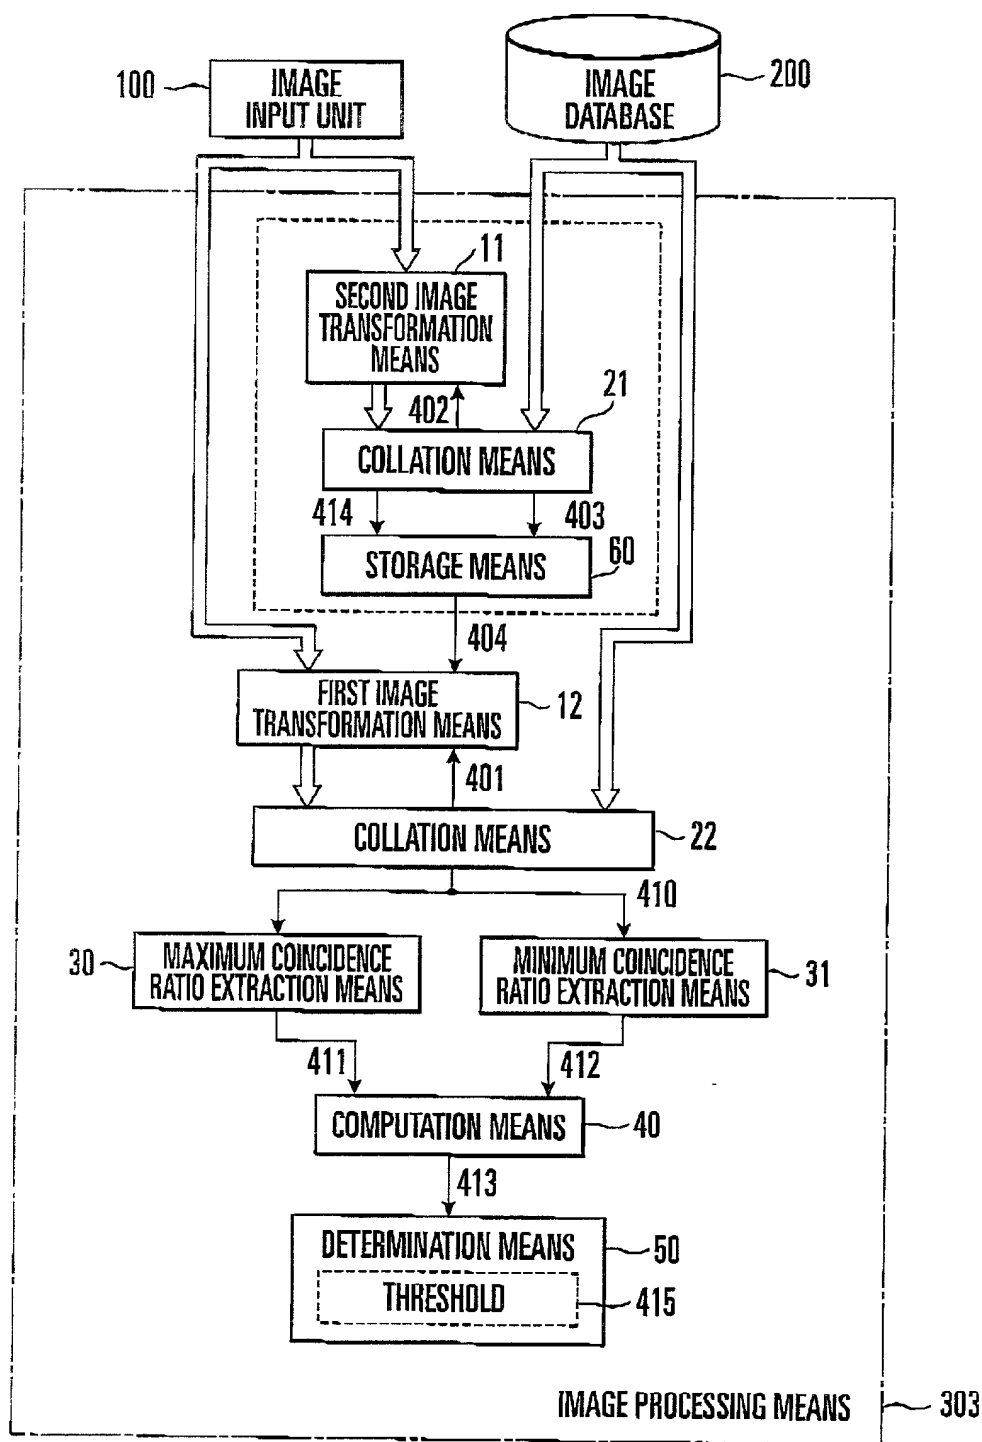 100
IMAGE
INPUT UNIT
IMAGE
DATABASE
200
11
SECOND IMAGE
TRANSFORMATION
MEANS
402
21
COLLATION MEANS
414
403
STORAGE MEANS
60
404
FIRST IMAGE
TRANSFORMATION MEANS
12
401
COLLATION MEANS
22
410
30
MAXIMUM COINCIDENCE
RATIO EXTRACTION MEANS
MINIMUM COINCIDENCE
RATIO EXTRACTION MEANS
31
411
412
COMPUTATION MEANS
40
413
DETERMINATION MEANS
50
THRESHOLD
415
IMAGE PROCESSING MEANS
303